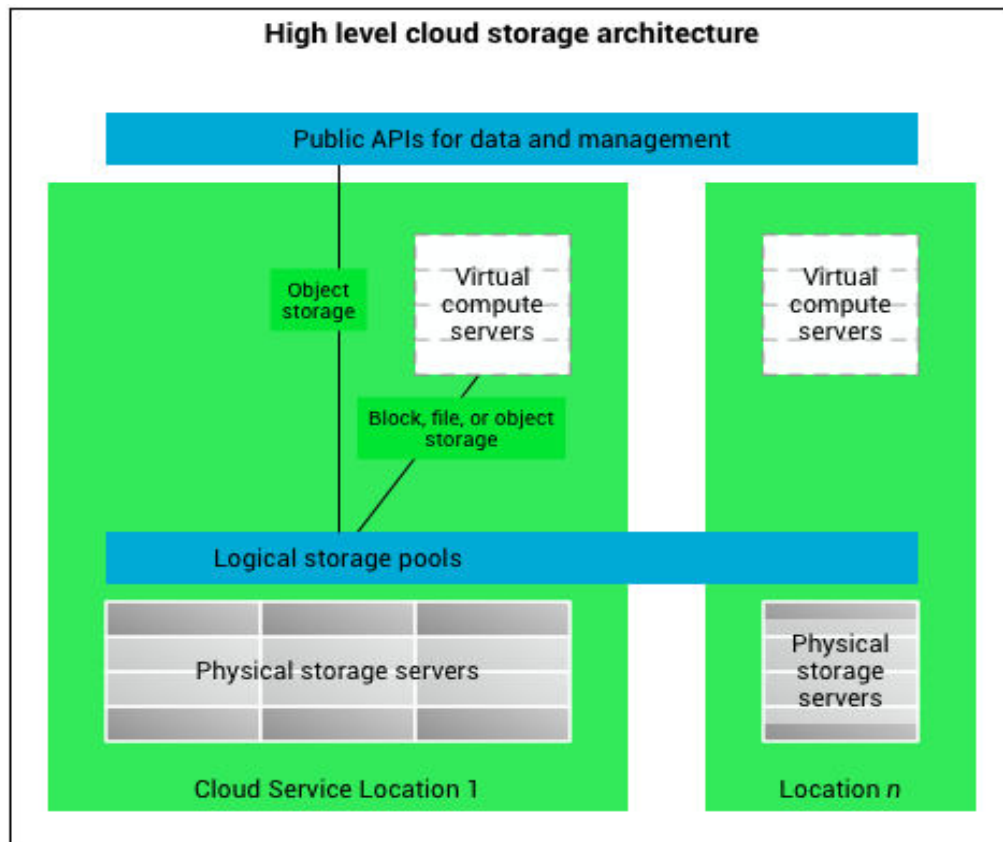 High level cloud storage architecture
Public APIs for data and management
Object
storage
Virtual
compute
servers
Virtual
compute
servers
Block, file, or object
storage
Logical storage pools
Physical storage servers
Physical
storage
servers
Cloud Service Location 1
Location n